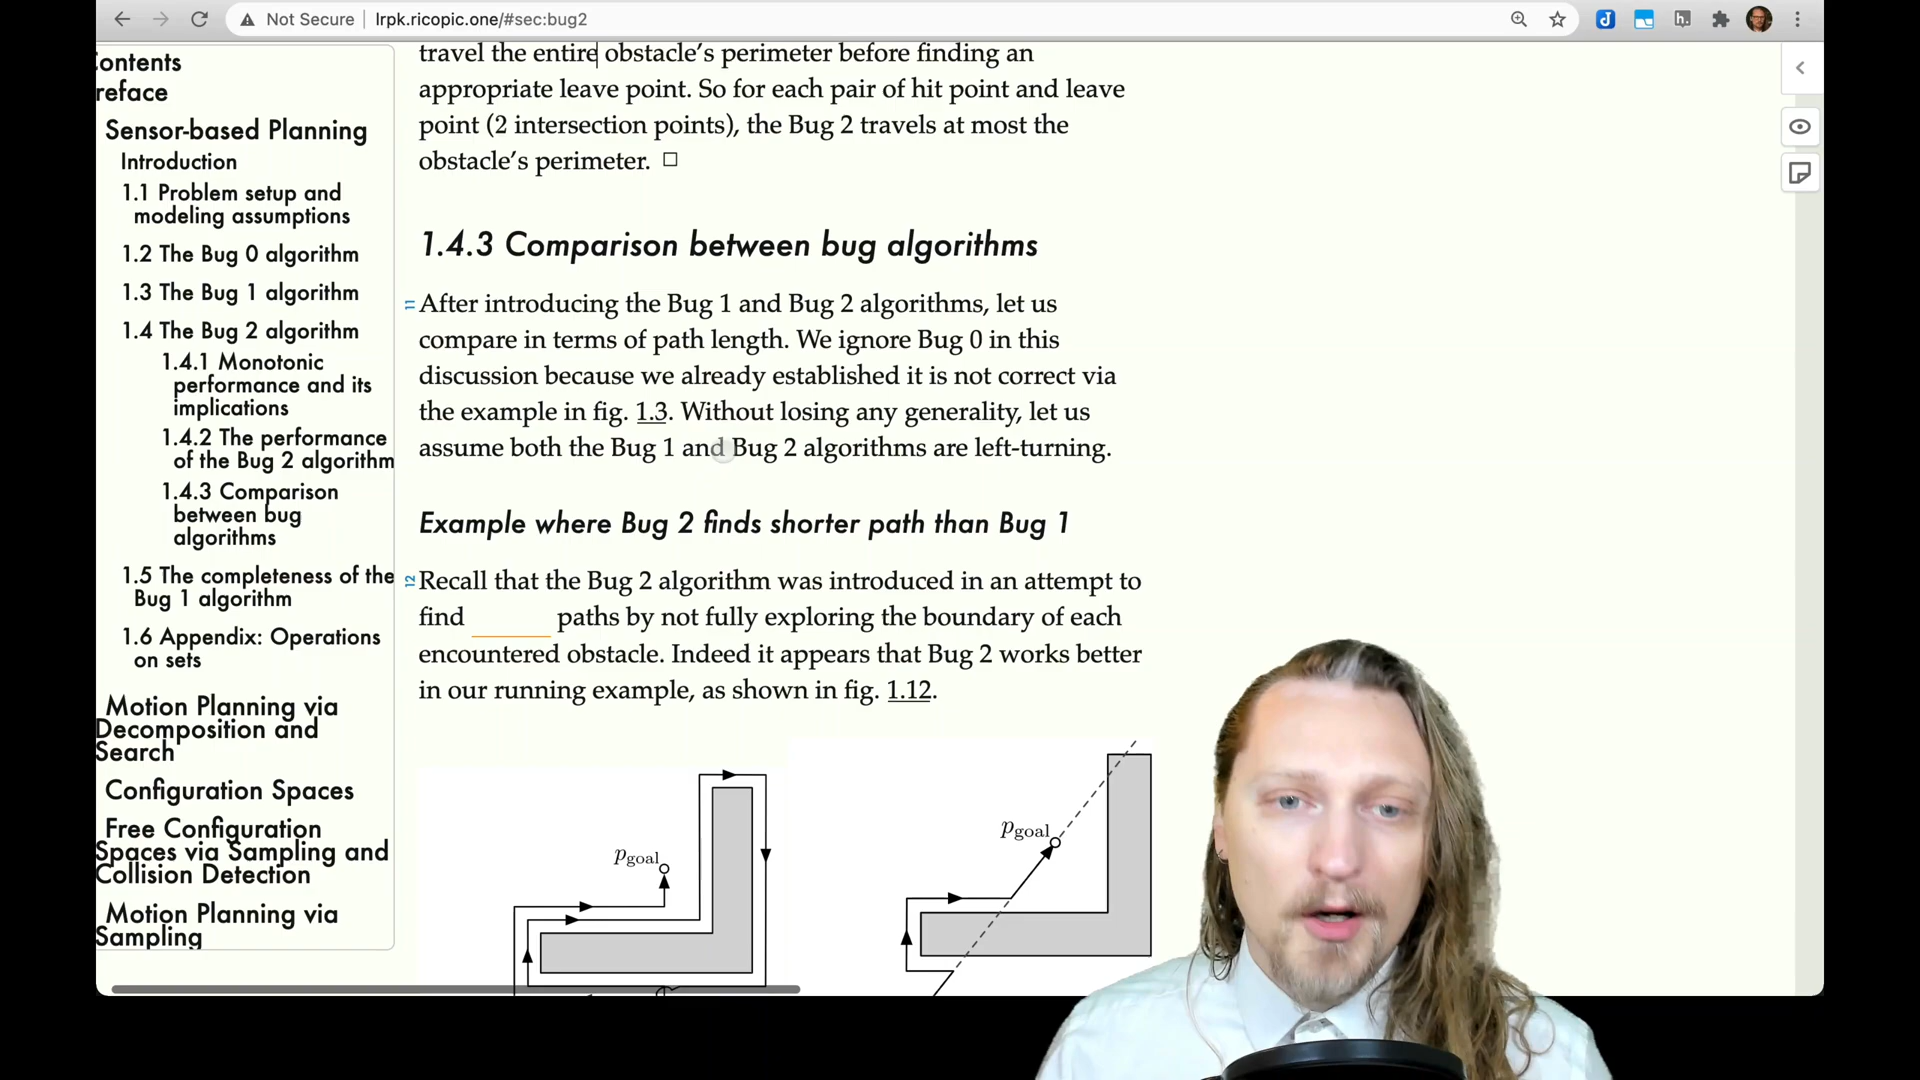 Not Secure
lrpk.ricopic.one/#sec:bug2
ontents
reface
Sensor-based Planning
Introduction
1.1 Problem setup and
modeling assumptions
1.2 The Bug 0 algorithm
1.3 The Bug 1 algorithm
1.4 The Bug 2 algorithm
1.4.1 Monotonic
performance and its
implications
1.4.2 The performance
of the Bug 2 algorithm
1.4.3 Comparison
between bug
algorithms
1.5 The completeness of the
Bug 1 algorithm
1.6 Appendix: Operations
on sets
Motion Planning via
Decomposition and
Search
Configuration Spaces
Free Configuration
Spaces via Sampling and
Collision Detection
Motion Planning via
Sampling
travel the entire obstacle's perimeter before finding an
appropriate leave point. So for each pair of hit point and leave
point (2 intersection points), the Bug 2 travels at most the
obstacle's perimeter. □
1.4.3 Comparison between bug algorithms
11 After introducing the Bug 1 and Bug 2 algorithms, let us
compare in terms of path length. We ignore Bug 0 in this
discussion because we already established it is not correct via
the example in fig. 1.3. Without losing any generality, let us
assume both the Bug 1 and Bug 2 algorithms are left-turning.
Example where Bug 2 finds shorter path than Bug 1
12 Recall that the Bug 2 algorithm was introduced in an attempt to
find paths by not fully exploring the boundary of each
encountered obstacle. Indeed it appears that Bug 2 works better
in our running example, as shown in fig. 1.12.
pgoal
pgoal